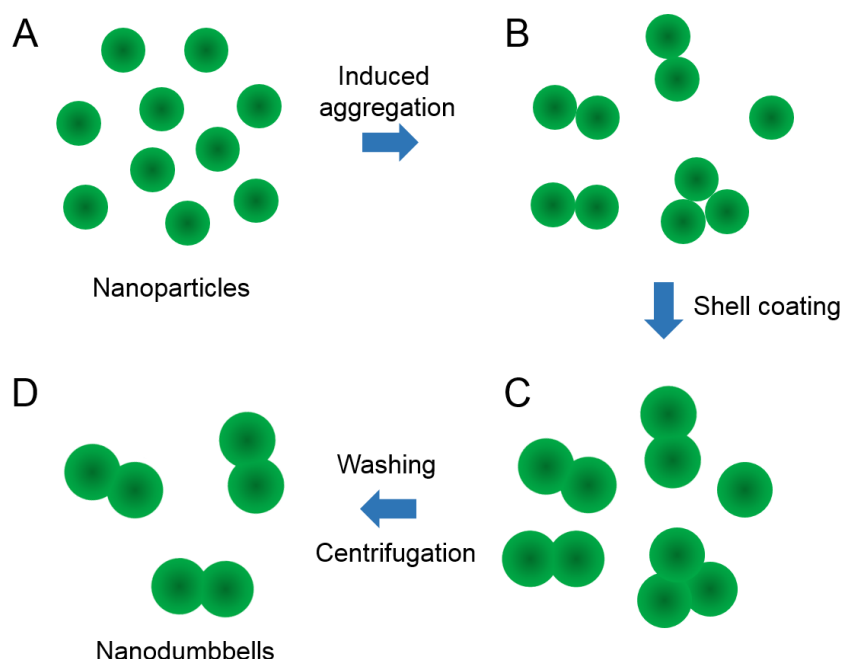 A
B
Induced
aggregation
Nanoparticles
Shell coating
D
C
Washing
Centrifugation
Nanodumbbells